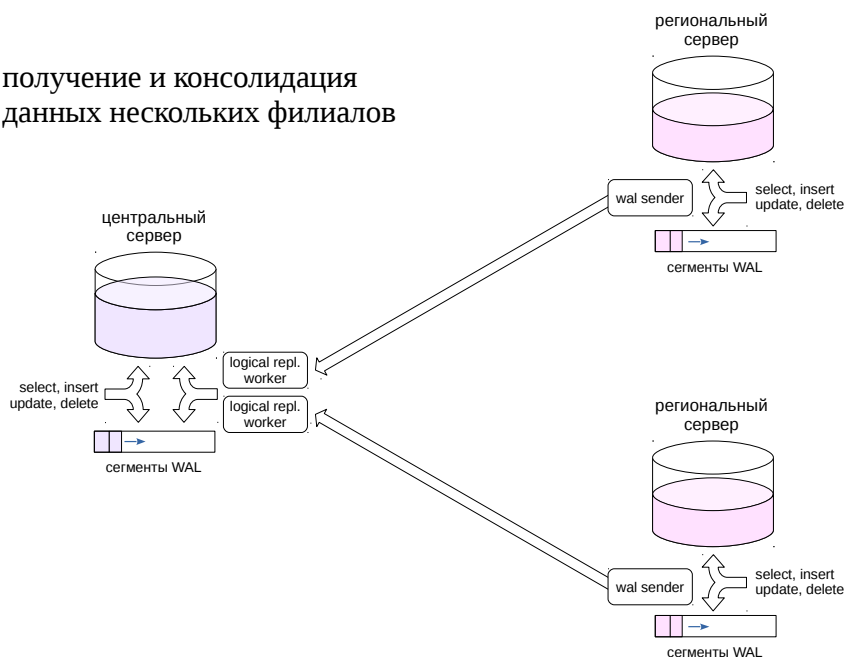 получение и консолидация
данных нескольких филиалов
региональный
сервер
wal sender
select, insert
update, delete
сегменты WAL
центральный
сервер
logical repl.
worker
select, insert
update, delete
logical repl.
worker
сегменты WAL
региональный
сервер
wal sender
select, insert
update, delete
сегменты WAL